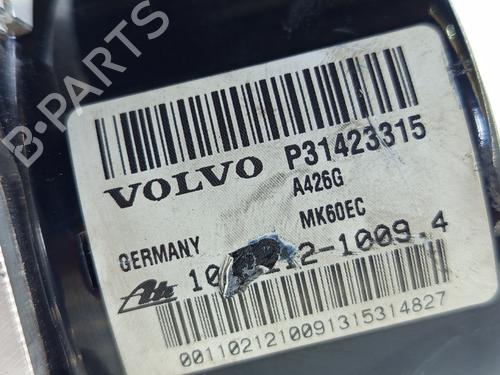 B-PARTS
VOLVO P31423315
A426G
MK60EC
GERMANY
Ate 2-1009.4
00110212100913153148​27